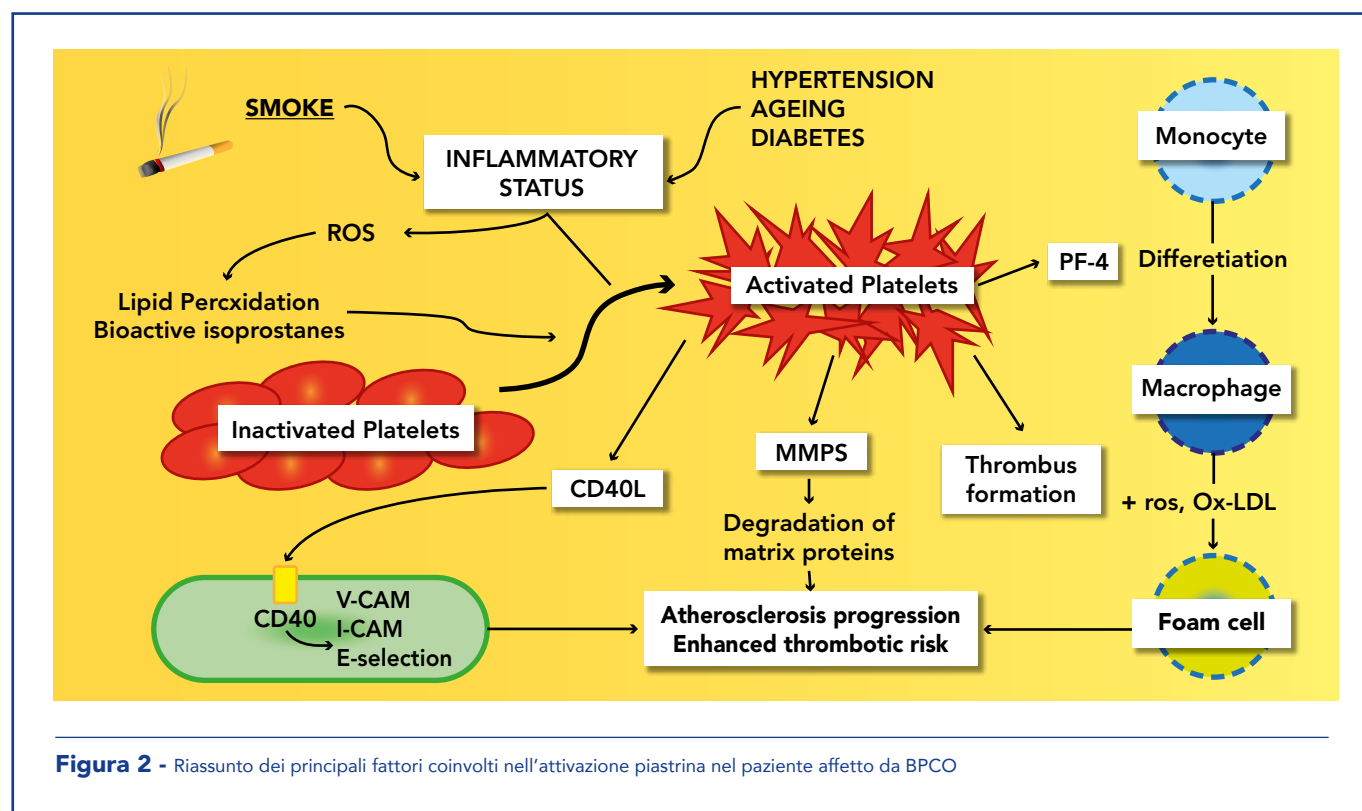 SMOKE
HYPERTENSION
AGEING
DIABETES
INFLAMMATORY
STATUS
ROS
Lipid Percxidation
Bioactive isoprostanes
Inactivated Platelets
Activated Platelets
PF-4
CD40L
MMPS
Degradation of
matrix proteins
Thrombus
formation
CD40
V-CAM
I-CAM
E-selection
Atherosclerosis progression
Enhanced thrombotic risk
Monocyte
Differetiation
Macrophage
+ ros, Ox-LDL
Foam cell
Figura 2 - Riassunto dei principali fattori coinvolti nell'attivazione piastrina nel paziente affetto da BPCO